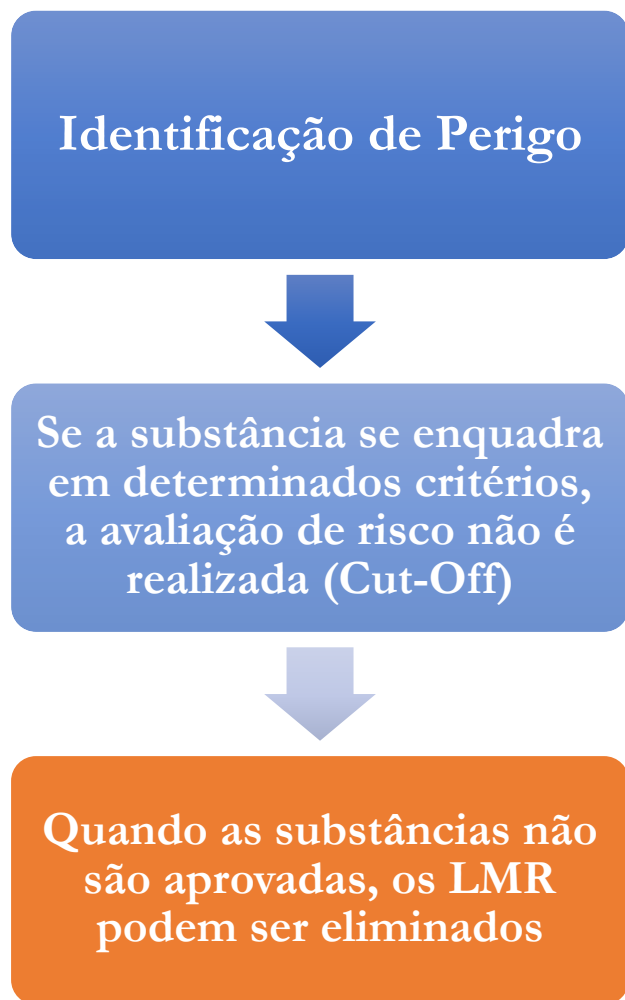 Identificação de Perigo
Se a substância se enquadra
em determinados critérios,
a avaliação de risco não é
realizada (Cut-Off)
Quando as substâncias não
são aprovadas, os LMR
podem ser eliminados